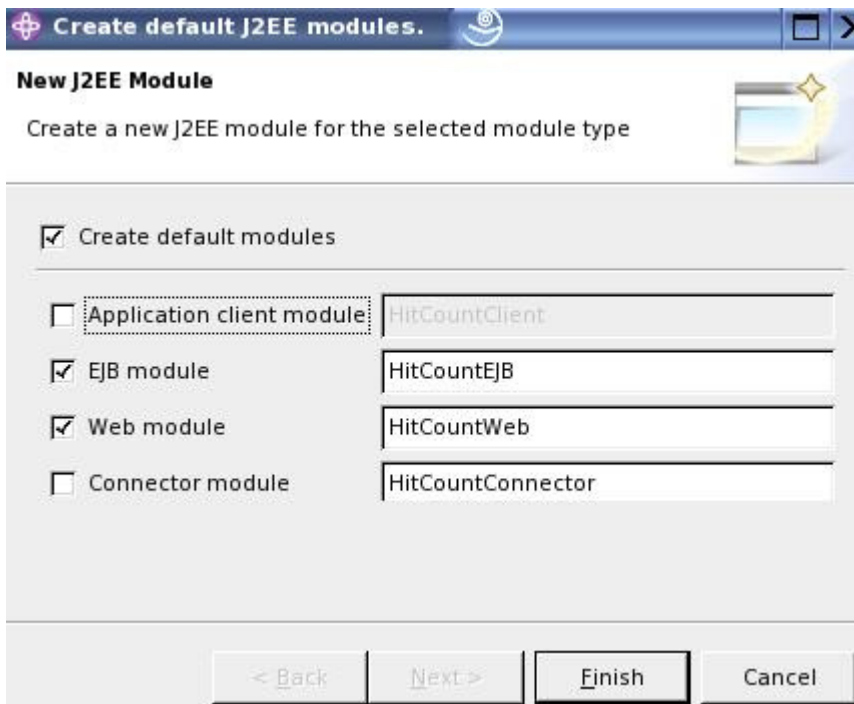 Create default J2EE modules.
New J2EE Module
Create a new J2EE module for the selected module type
Create default modules
Application client module HitCountClient
EJB module HitCountEJB
Web module HitCountWeb
Connector module HitCountConnector
< Back Next > Finish Cancel